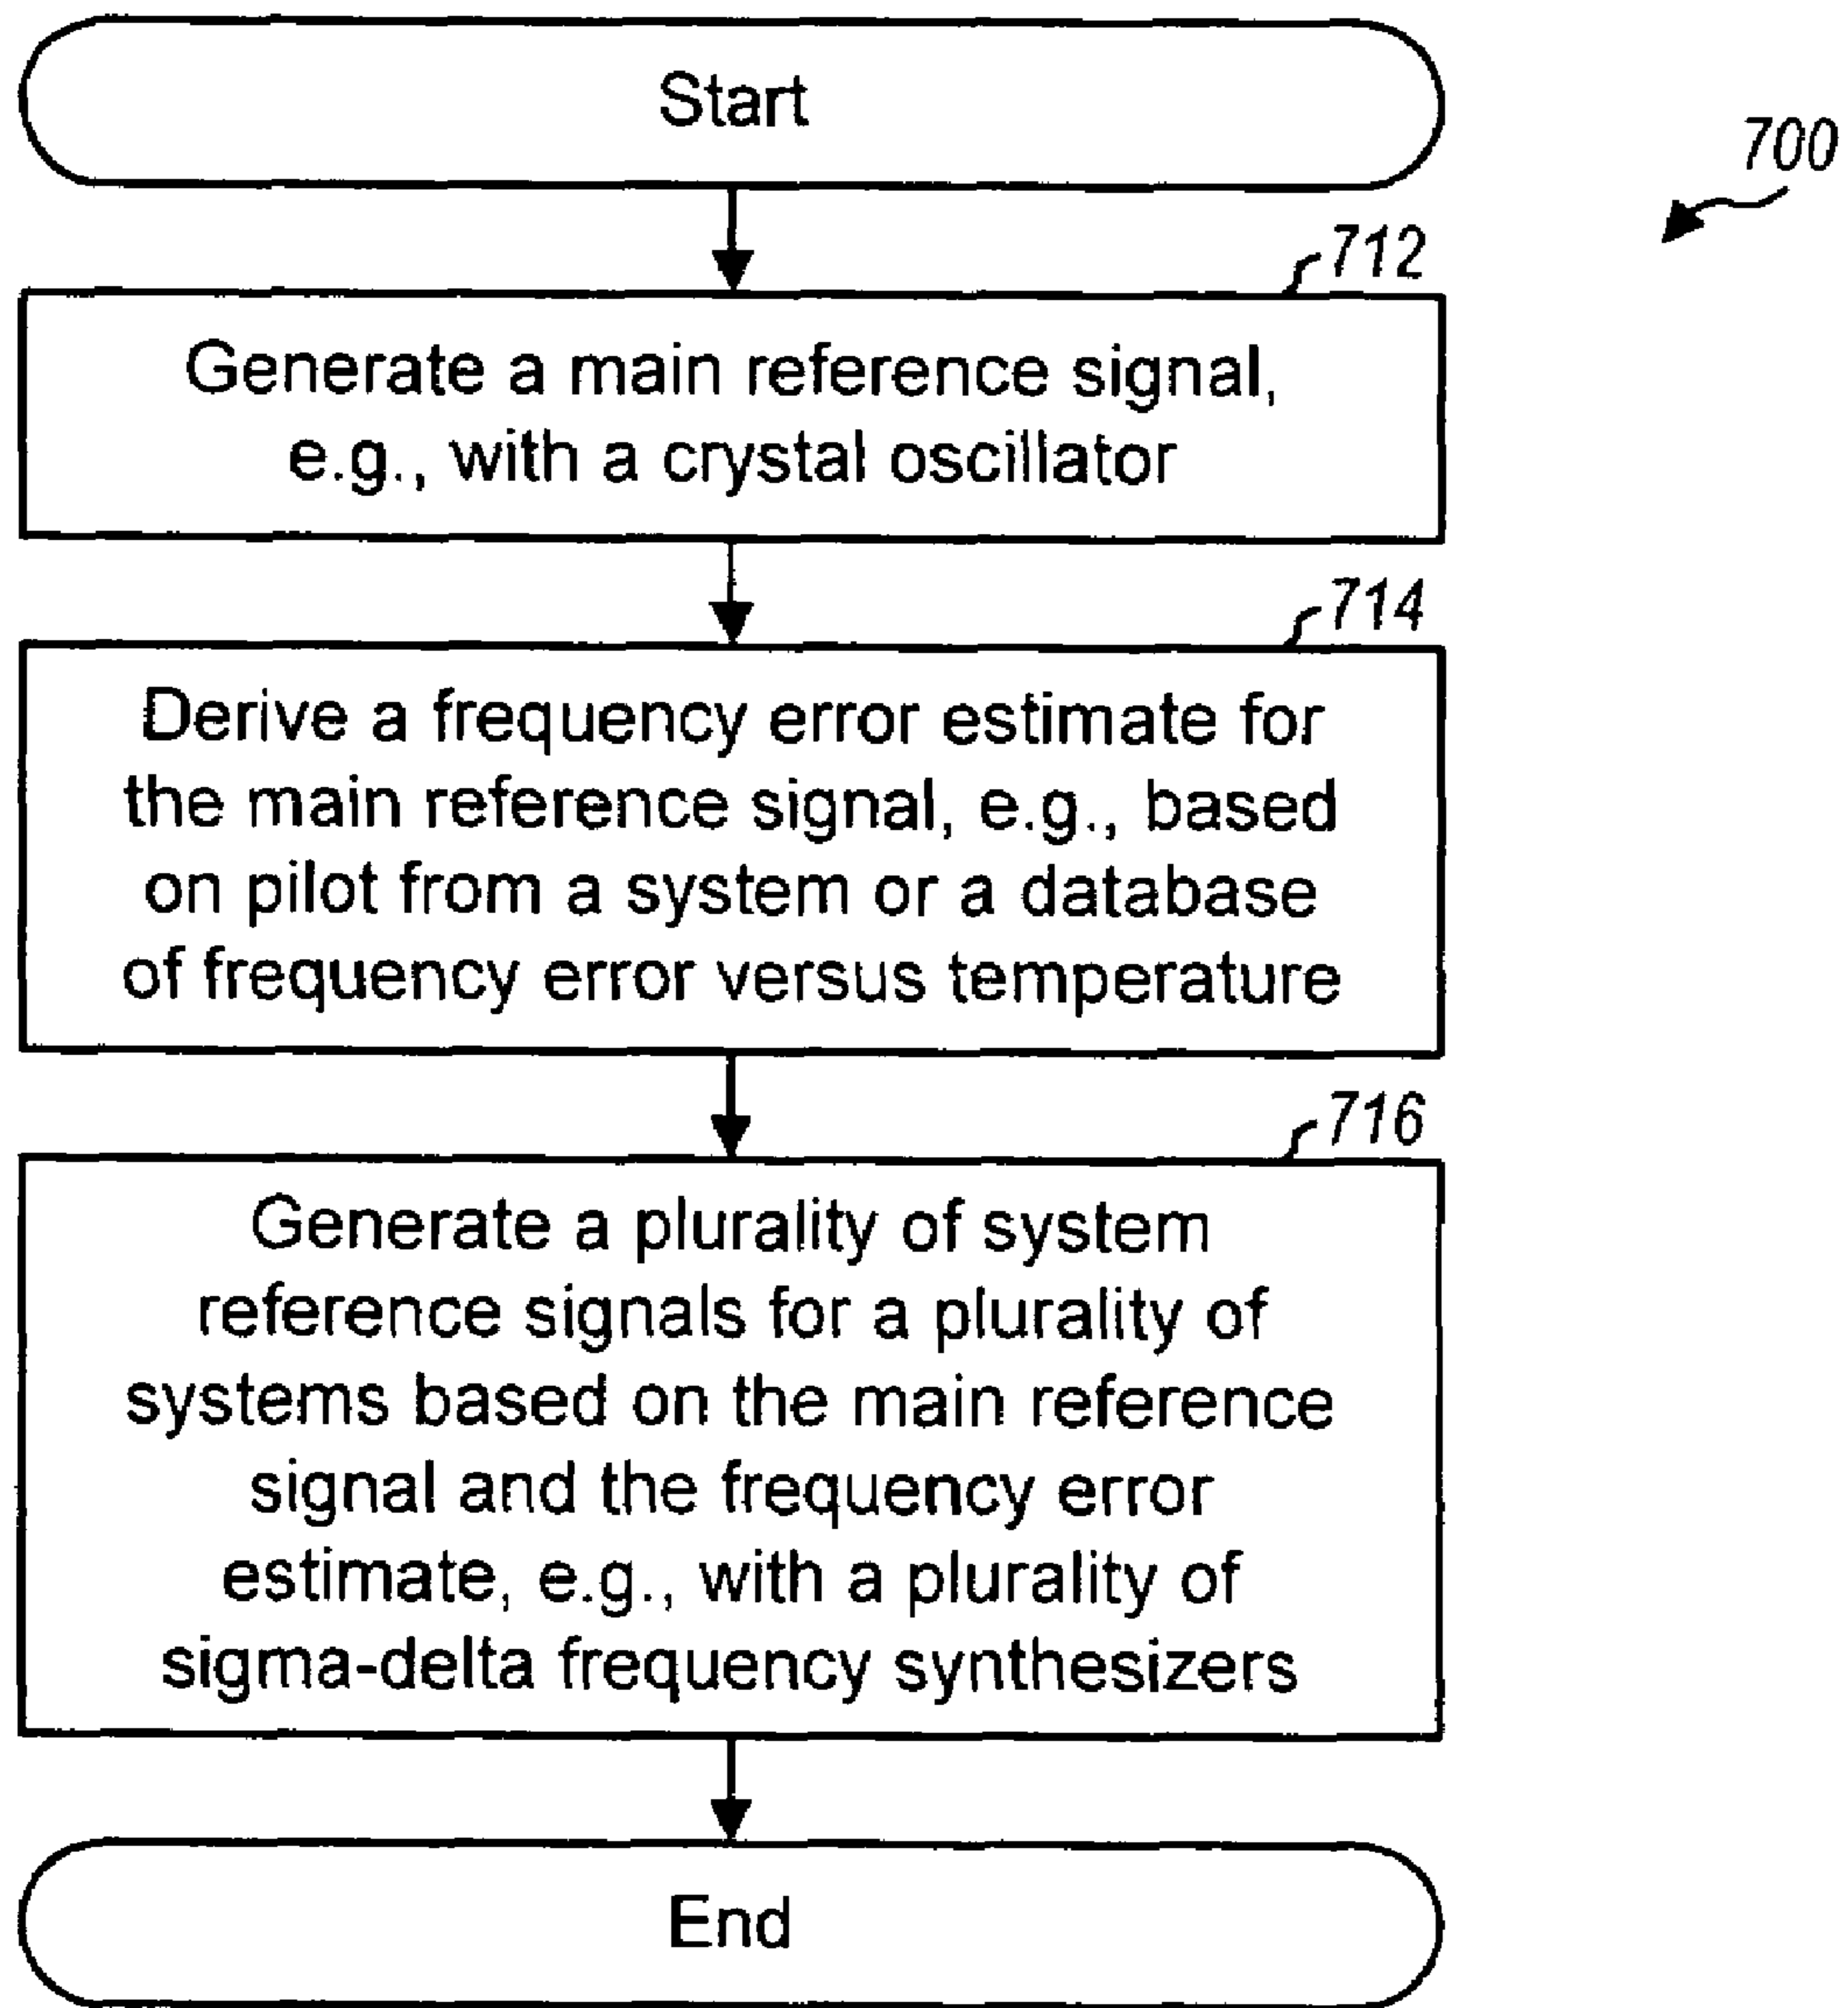 Start
700
712
Generate a main reference signal,
e.g., with a crystal oscillator
714
Derive a frequency error estimate for
the main reference signal, e.g., based
on pilot from a system or a database
of frequency error versus temperature
716
Generate a plurality of system
reference signals for a plurality of
systems based on the main reference
signal and the frequency error
estimate, e.g., with a plurality of
sigma-delta frequency synthesizers
End